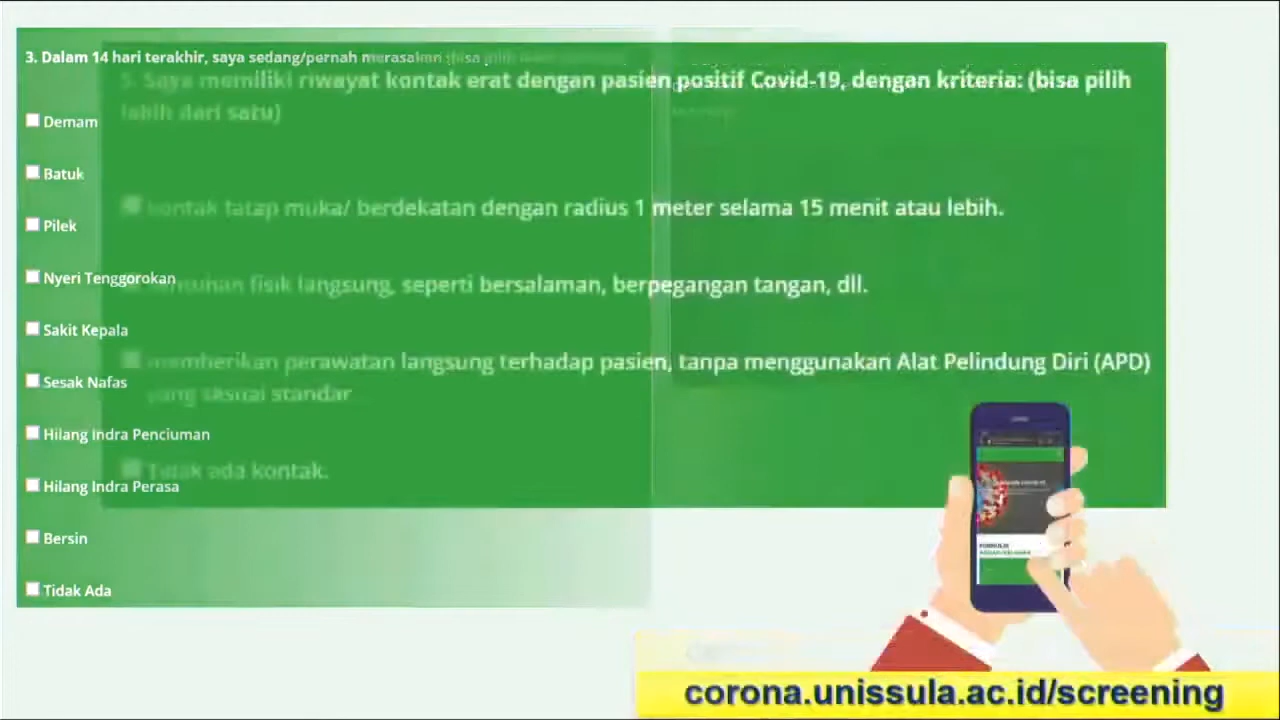 3. Dalam 14 hari terakhir, saya sedang/pernah merasakan (bisa pilih
Demam
Batuk
Pilek
Nyeri Tenggorokan
Sakit Kepala
Sesak Nafas
Hilang Indra Penciuman
Hilang Indra Perasa
Bersin
Tidak Ada
5. Saya memiliki riwayat kontak erat dengan pasien positif Covid-19, dengan kriteria: (bisa pilih
lebih dari satu)
kontak tatap muka/ berdekatan dengan radius 1 meter selama 15 menit atau lebih.
sentuhan fisik langsung, seperti bersalaman, berpegangan tangan, dll.
memberikan perawatan langsung terhadap pasien, tanpa menggunakan Alat Pelindung Diri (APD)
yang sesuai standar
Tidak ada kontak.
corona.unissula.ac.id/screening